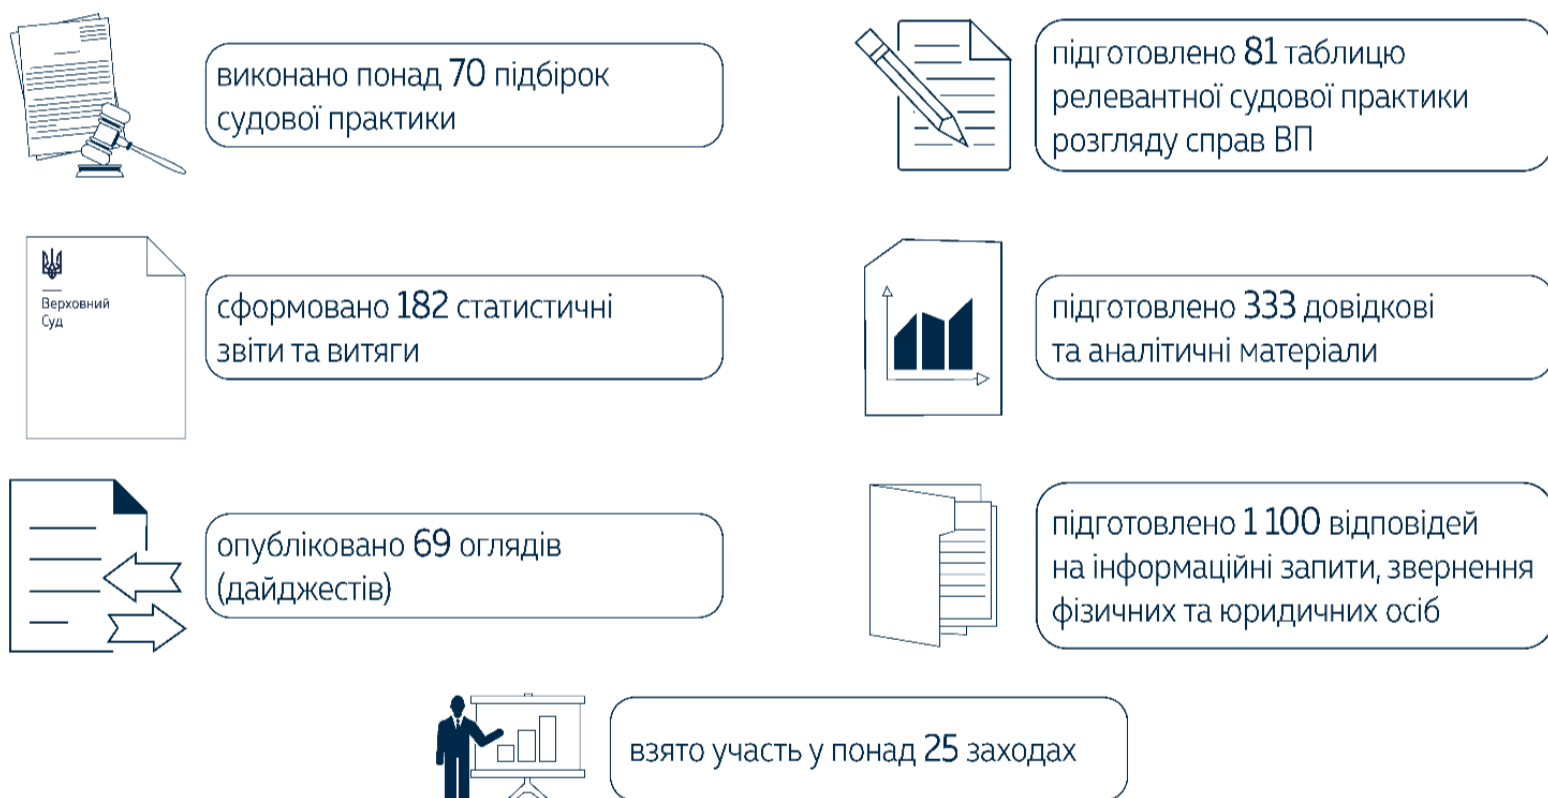 виконано понад 70 підбірок
судової практики
підготовлено 81 таблицю
релевантної судової практики
розгляду справ ВП
Верховний
Суд
сформовано 182 статистичні
звіти та витяги
підготовлено 333 довідкові
та аналітичні матеріали
опубліковано 69 оглядів
(дайджестів)
підготовлено 1 100 відповідей
на інформаційні запити, звернення
фізичних та юридичних осіб
взято участь у понад 25 заходах